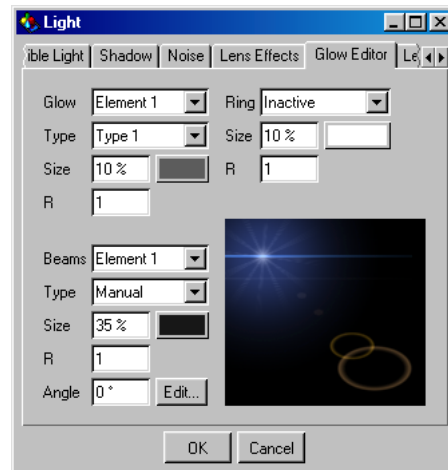 Light
ible Light Shadow Noise Lens Effects Glow Editor Le
Glow Element 1 Ring Inactive
Type Type 1 Size 10 %
Size 10 % R 1
R 1
Beams Element 1
Type Manual
Size 35 %
R 1
Angle 0 ° Edit...
OK Cancel